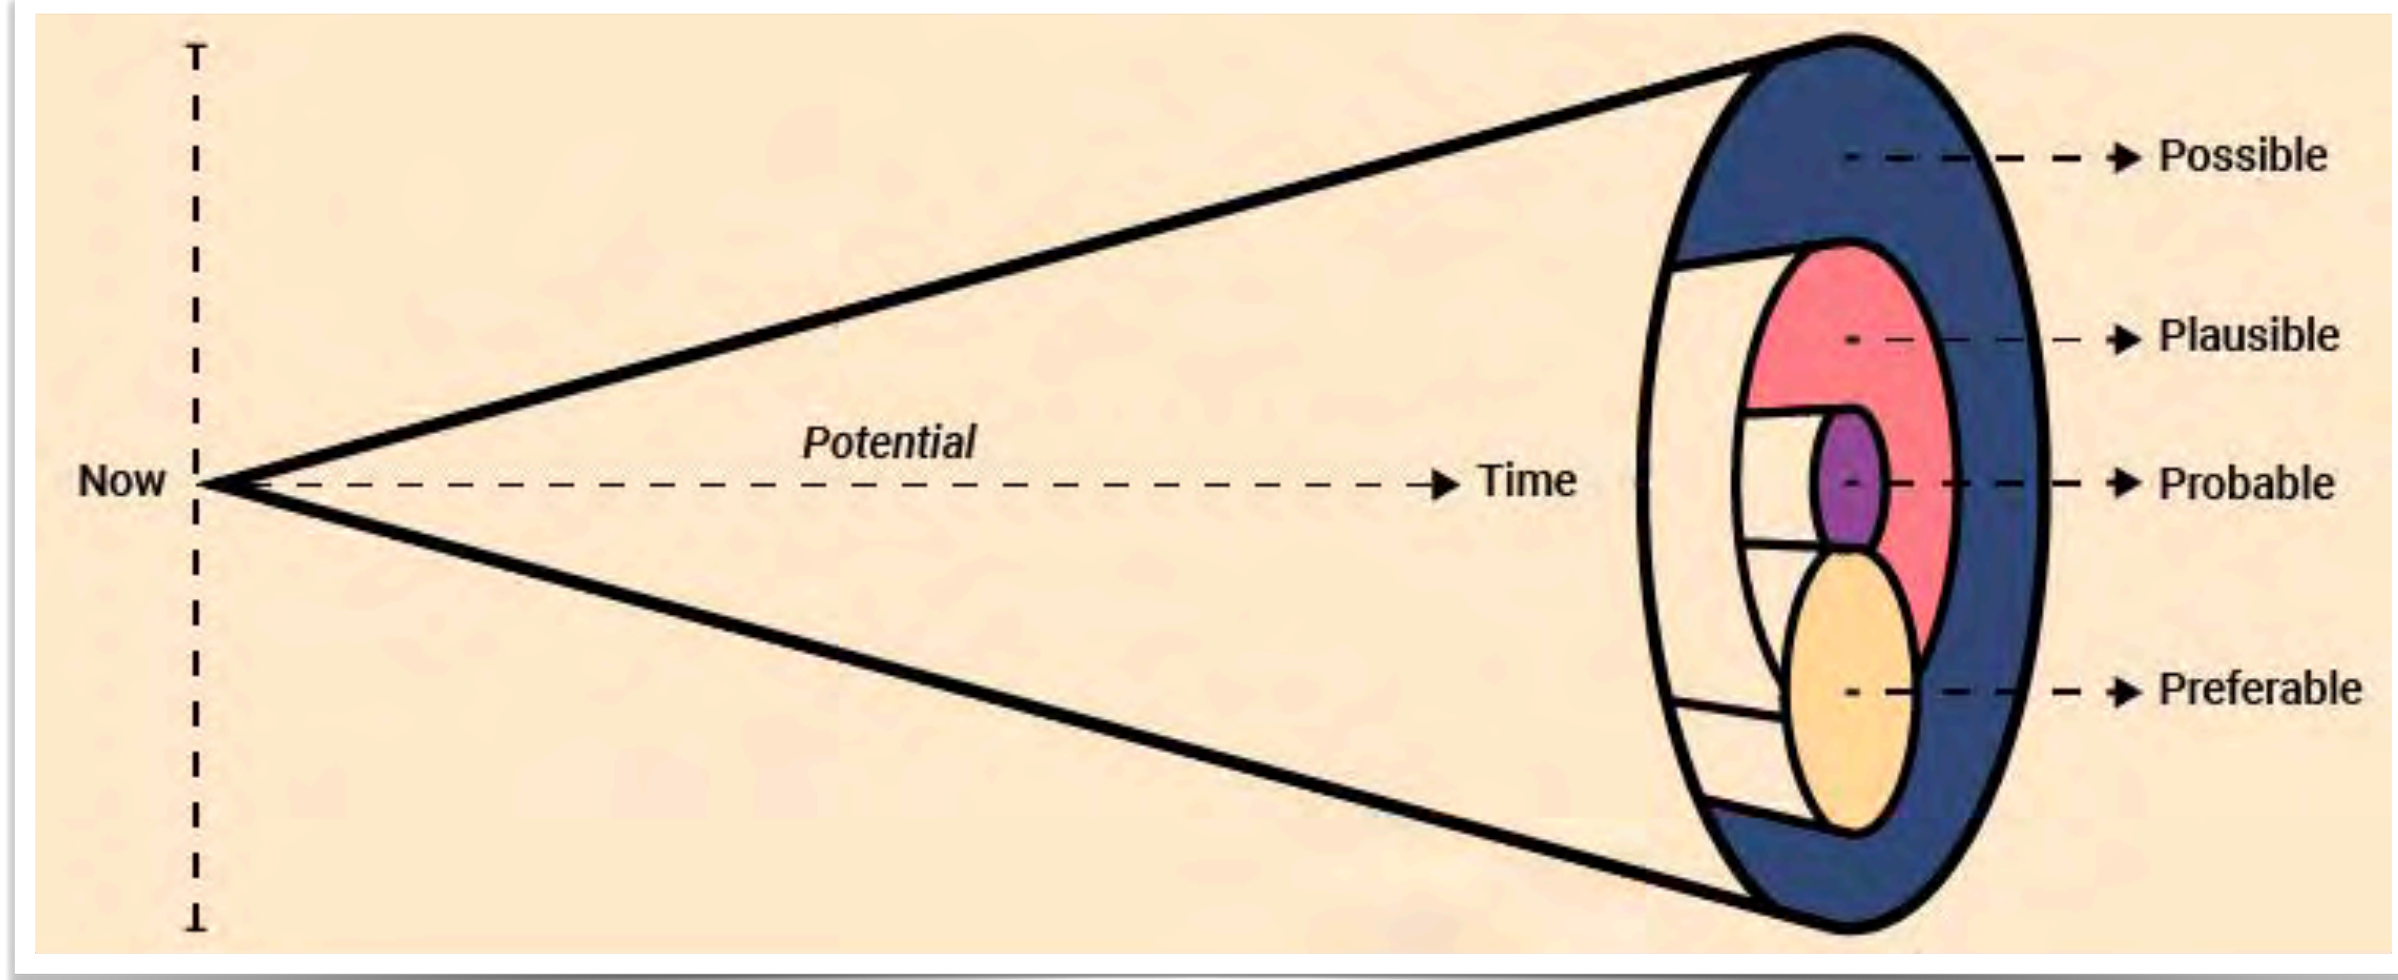 Possible
Plausible
Potential
Now
Time
Probable
Preferable